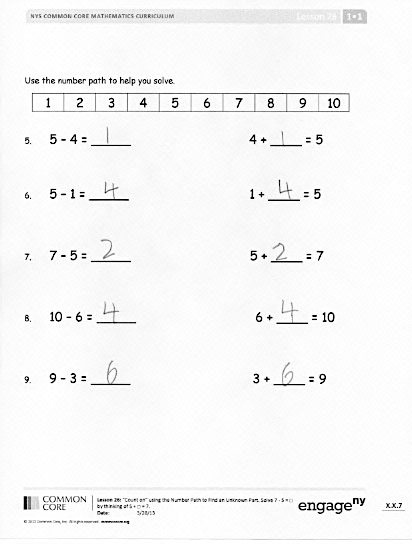 NYS COMMON CORE MATHEMATICS CURRICULUM Lesson 26 1•1
Use the number path to help you solve.
1 2 3 4 5 6 7 8 9 10
5. 5 - 4 = 1 4 + 1 = 5
6. 5 - 1 = 4 1 + 4 = 5
7. 7 - 5 = 2 5 + 2 = 7
8. 10 - 6 = 4 6 + 4 = 10
9. 9 - 3 = 6 3 + 6 = 9
COMMON CORE
Lesson 26: "Count on" using the Number Path to Find an Unknown Part. Solve 7 - 5 = □
by thinking of 5 + □ = 7.
Date: 5/28/13
engageny
X.X.7
© 2013 Common Core, Inc. All rights reserved. commoncore.org